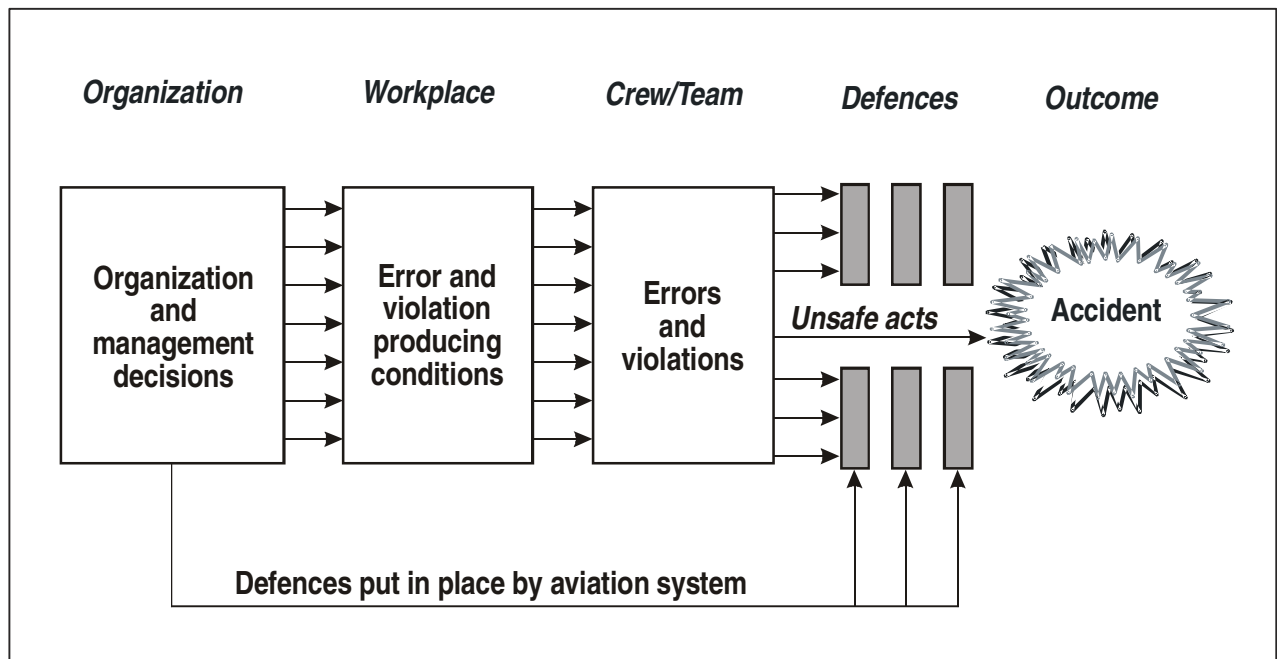 Organization
Workplace
Crew/Team
Defences
Outcome
Organization
and
management
decisions
Error and
violation
producing
conditions
Errors
and
violations
Unsafe acts
Accident
Defences put in place by aviation system